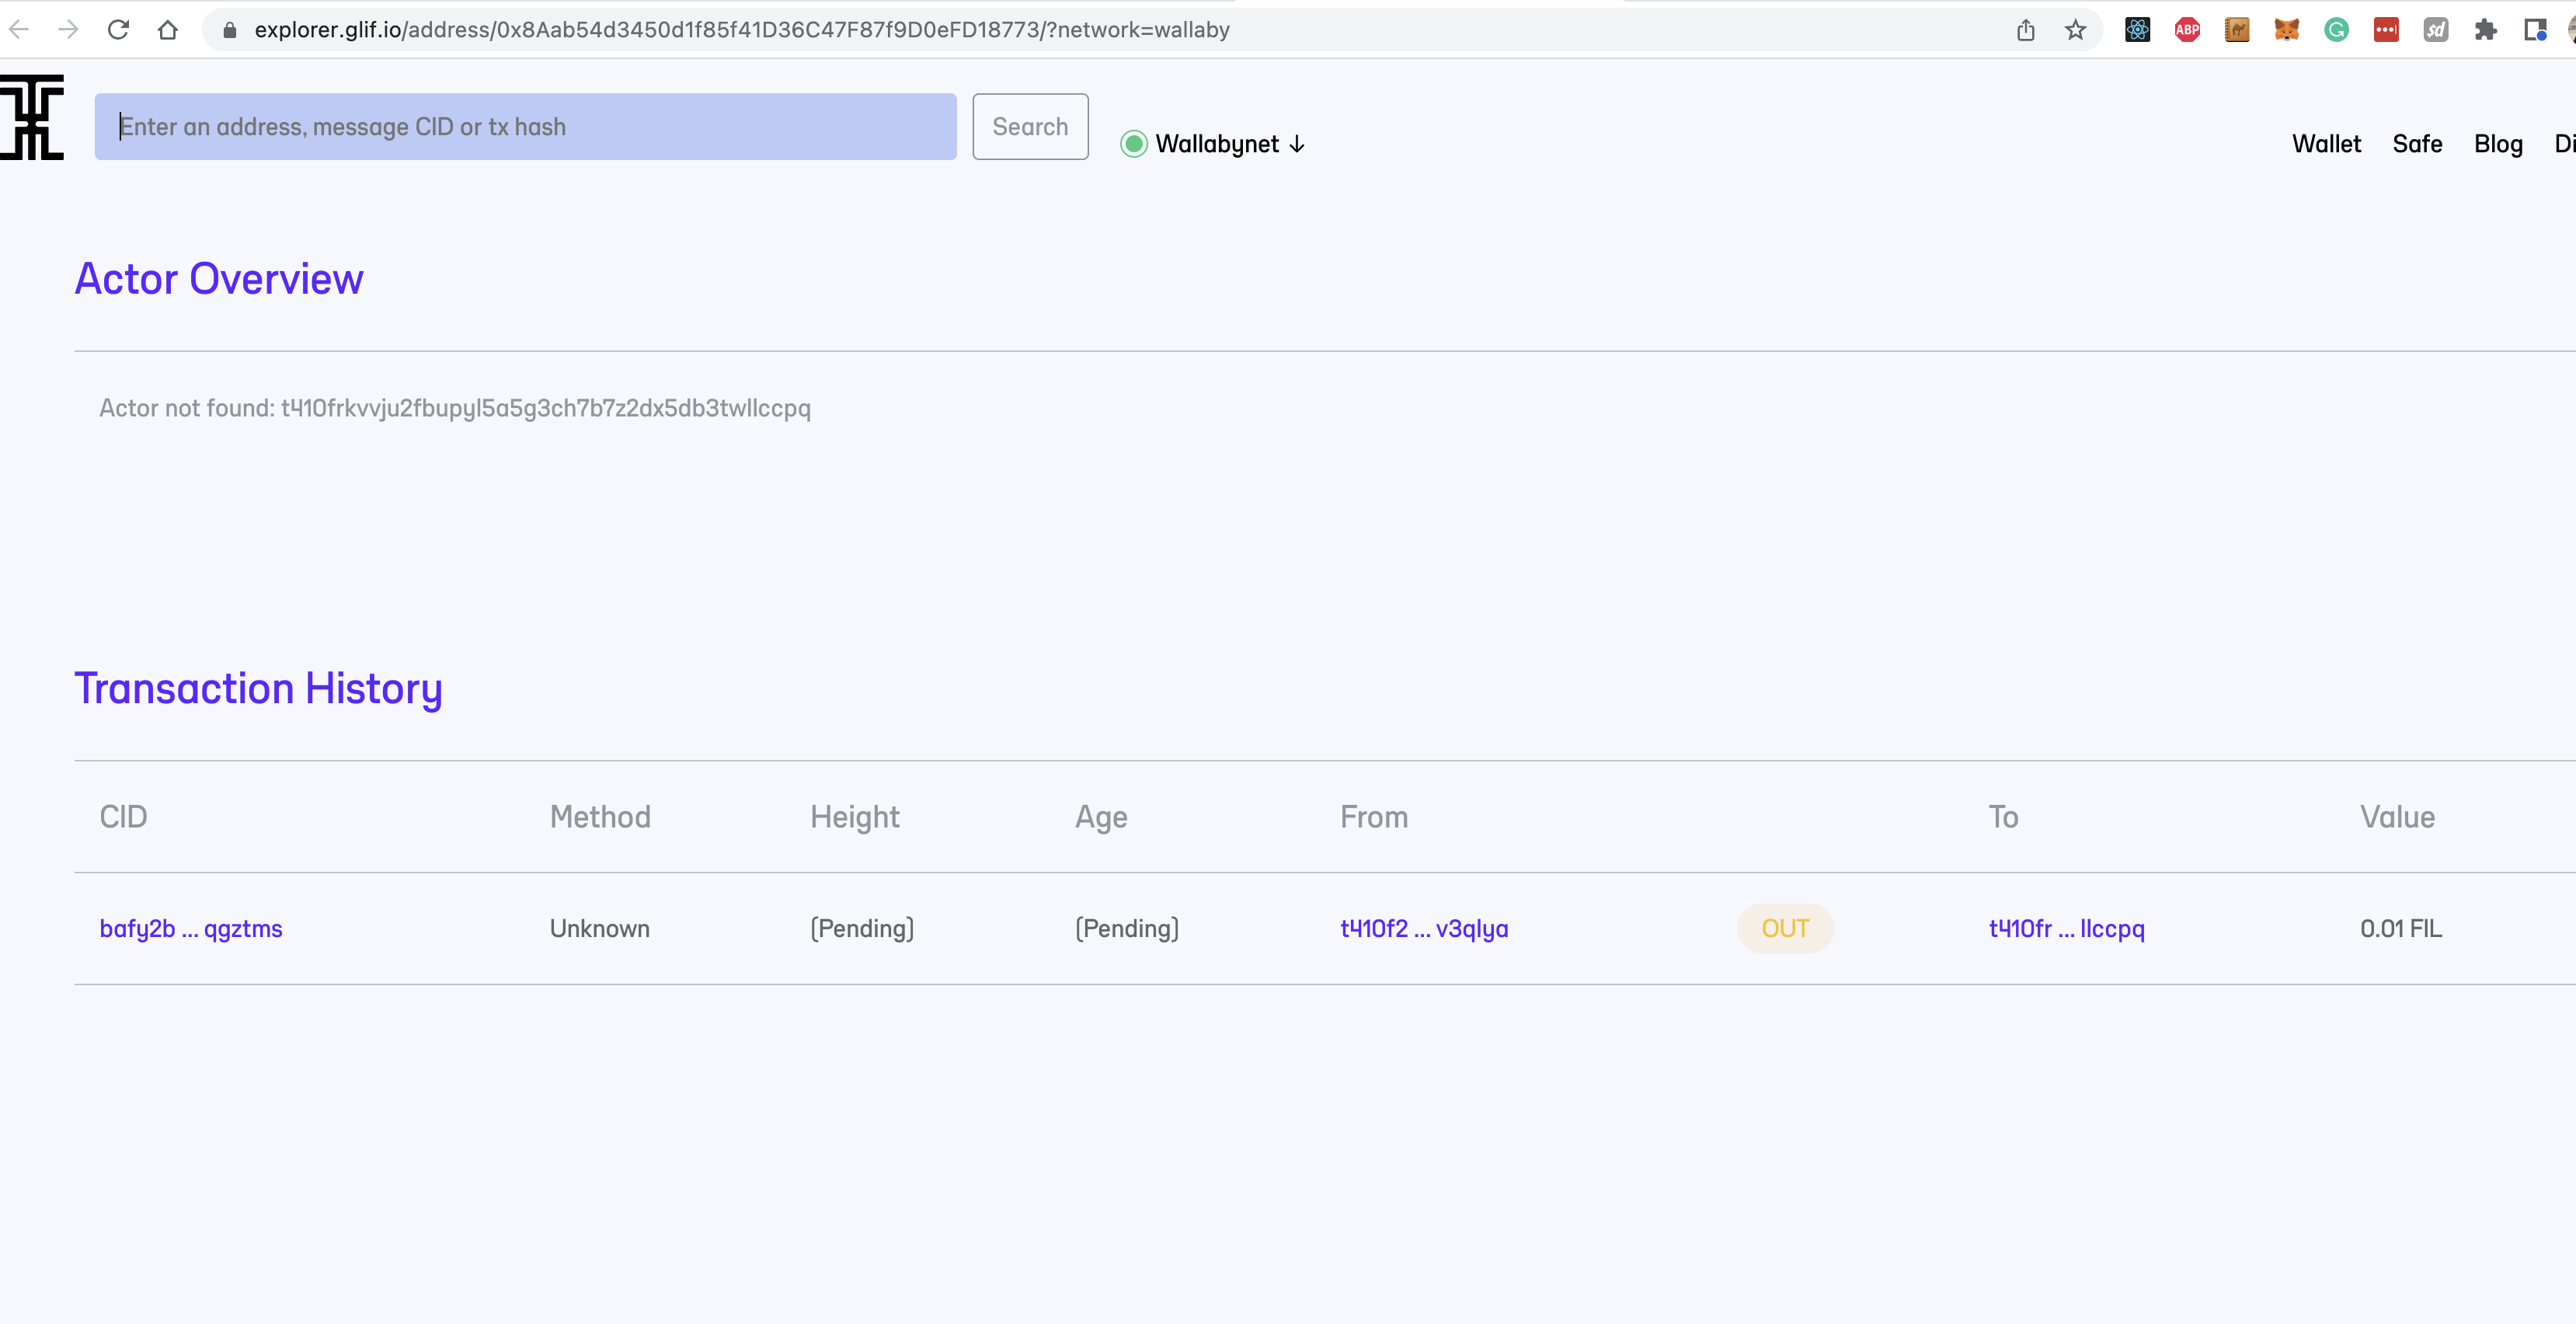 explorer.glif.io/address/0x8Aab54d3450d1f85f41D36C47F87f9D0eFD18773/?network=wallaby
ABP
sd
Enter an address, message CID or tx hash
Search
Wallabynet ↓
Wallet Safe Blog Di
Actor Overview
Actor not found: t410frkvvju2fbupyl5a5g3ch7b7z2dx5db3twllccpq
Transaction History
CID Method Height Age From To Value
bafy2b ... qgztms Unknown (Pending) (Pending) t410f2 ... v3qlya OUT t410fr ... llccpq 0.01 FIL